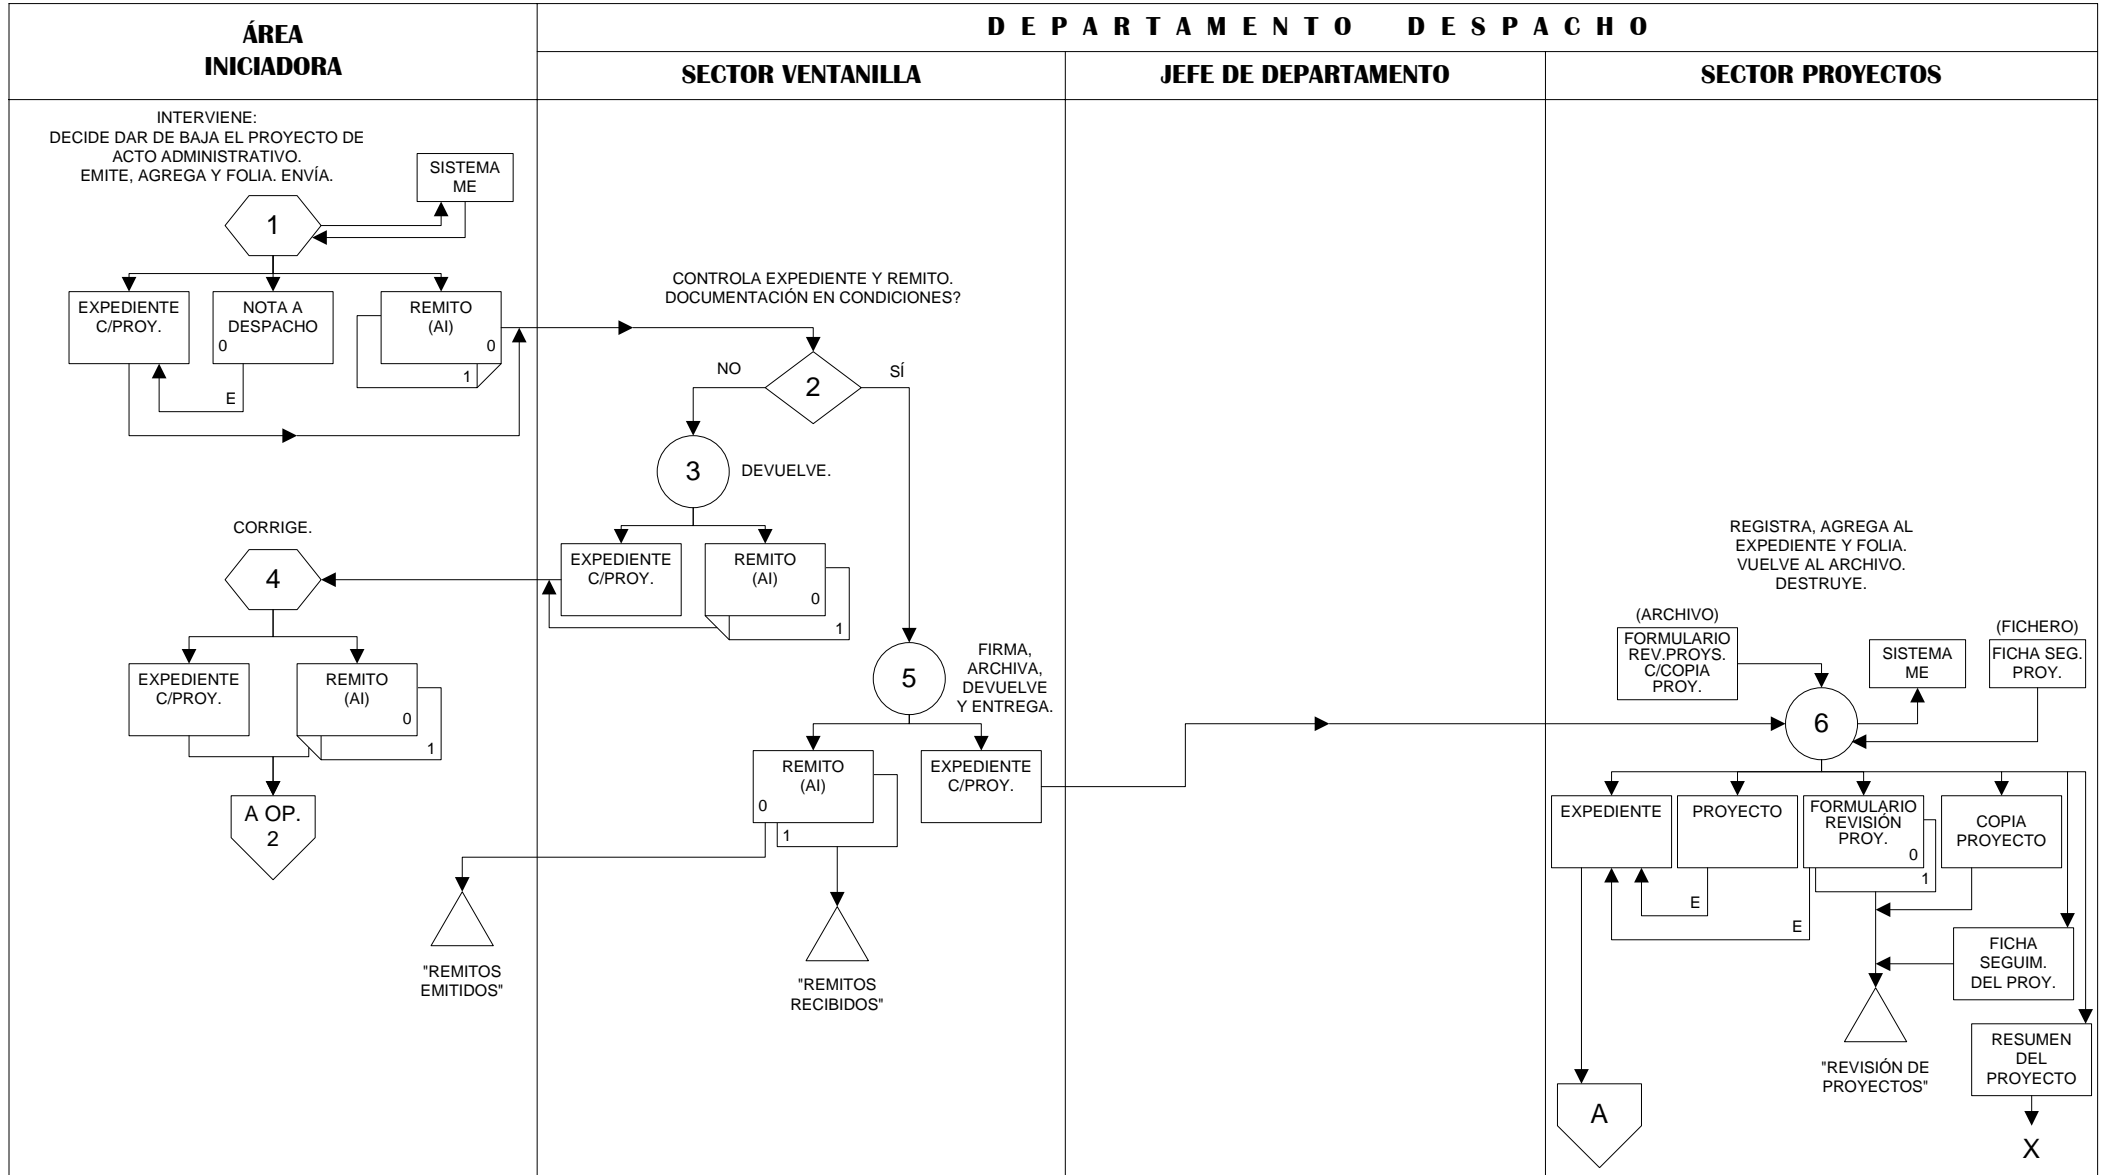 ÁREA
INICIADORA
DEPARTAMENTO DESPACHO
SECTOR VENTANILLA
JEFE DE DEPARTAMENTO
SECTOR PROYECTOS
INTERVIENE:
DECIDE DAR DE BAJA EL PROYECTO DE
ACTO ADMINISTRATIVO.
EMITE, AGREGA Y FOLIA. ENVÍA.
SISTEMA
ME
1
EXPEDIENTE
C/PROY.
NOTA A
DESPACHO
0
REMITO
(AI)
0
1
E
CONTROLA EXPEDIENTE Y REMITO.
DOCUMENTACIÓN EN CONDICIONES?
NO
2
SÍ
3
DEVUELVE.
EXPEDIENTE
C/PROY.
REMITO
(AI)
0
1
CORRIGE.
4
EXPEDIENTE
C/PROY.
REMITO
(AI)
0
1
A OP.
2
5
FIRMA,
ARCHIVA,
DEVUELVE
Y ENTREGA.
REMITO
(AI)
0
1
EXPEDIENTE
C/PROY.
"REMITOS
EMITIDOS"
"REMITOS
RECIBIDOS"
REGISTRA, AGREGA AL
EXPEDIENTE Y FOLIA.
VUELVE AL ARCHIVO.
DESTRUYE.
(ARCHIVO)
FORMULARIO
REV.PROYS.
C/COPIA
PROY.
SISTEMA
ME
(FICHERO)
FICHA SEG.
PROY.
6
EXPEDIENTE
PROYECTO
FORMULARIO
REVISIÓN
PROY.
0
1
COPIA
PROYECTO
E
E
FICHA
SEGUIM.
DEL PROY.
"REVISIÓN DE
PROYECTOS"
RESUMEN
DEL
PROYECTO
A
X